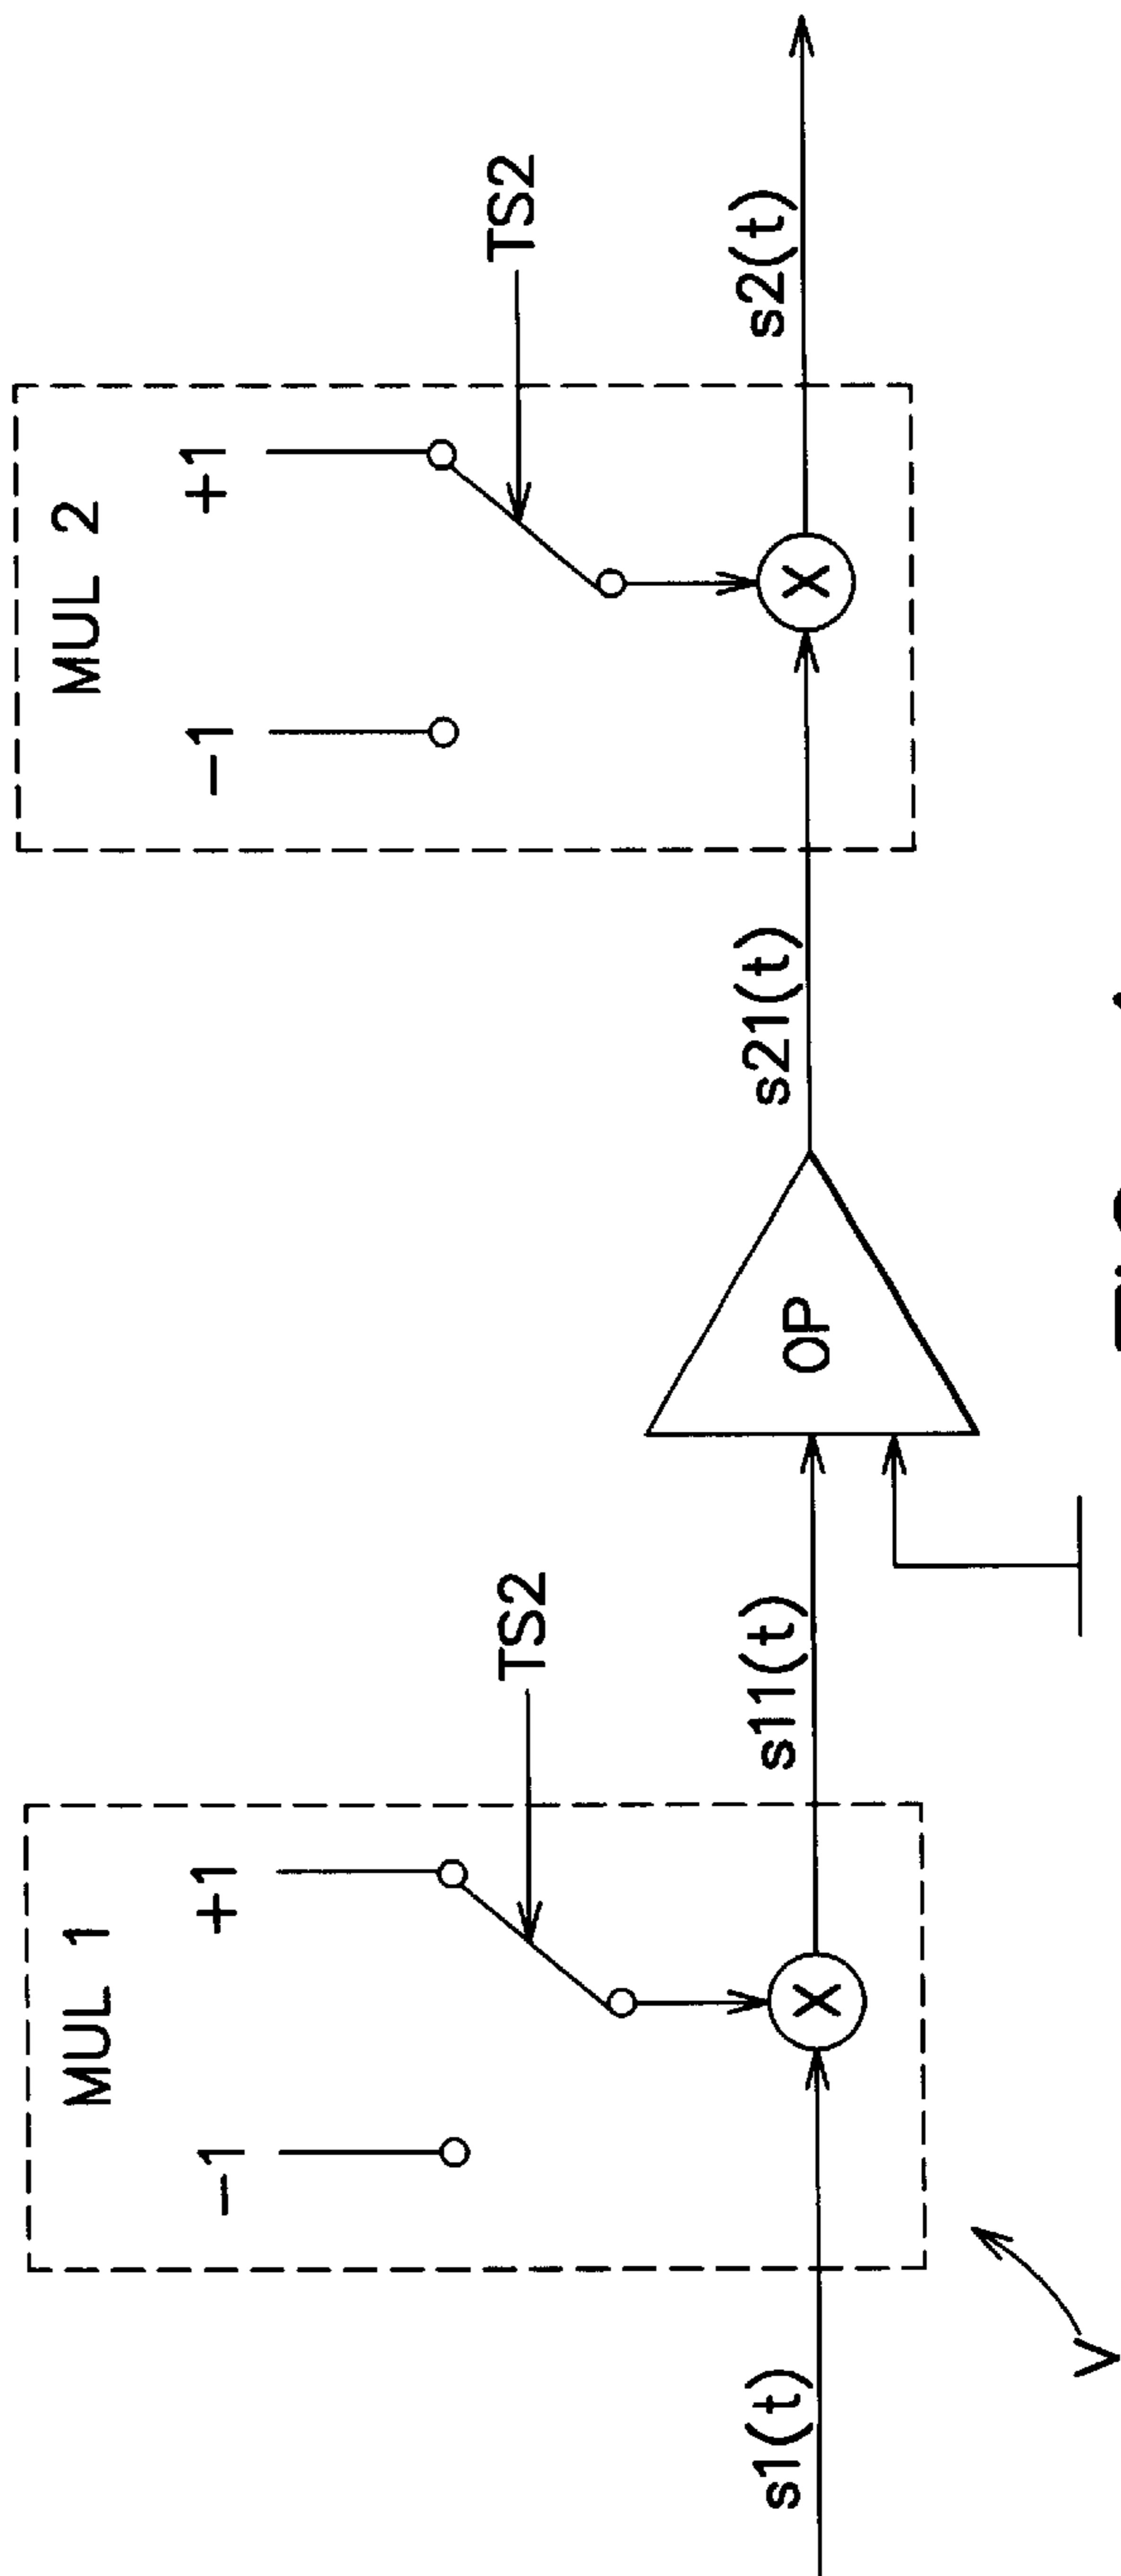 MUL 1
-1
+1
TS2
s1(t)
s11(t)
V
OP
s21(t)
MUL 2
-1
+1
TS2
s2(t)